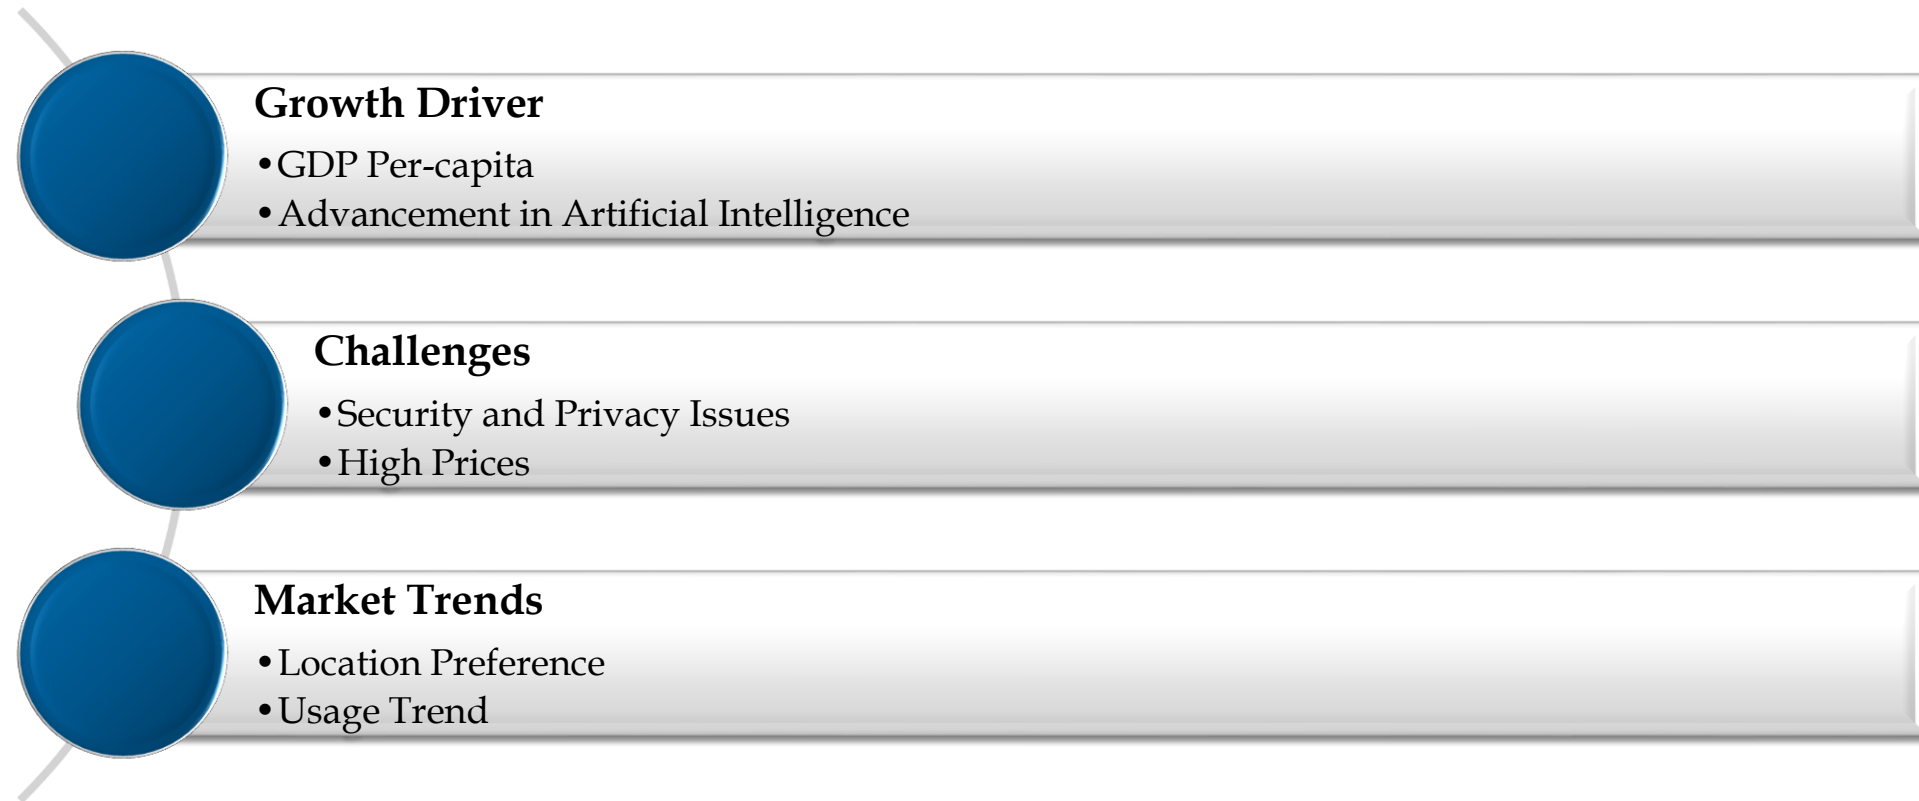 Growth Driver
•GDP Per-capita
•Advancement in Artificial Intelligence
Challenges
•Security and Privacy Issues
•High Prices
Market Trends
•Location Preference
•Usage Trend